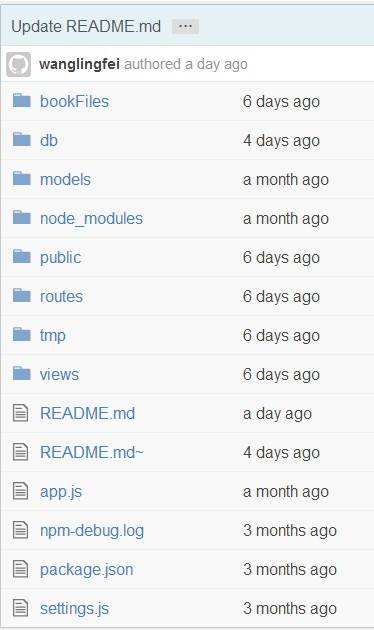 Update README.md ...
wanglingfei authored a day ago
bookFiles 6 days ago
db 4 days ago
models a month ago
node_modules a month ago
public 6 days ago
routes 6 days ago
tmp 6 days ago
views 6 days ago
README.md a day ago
README.md~ 4 days ago
app.js a month ago
npm-debug.log 3 months ago
package.json 3 months ago
settings.js 3 months ago